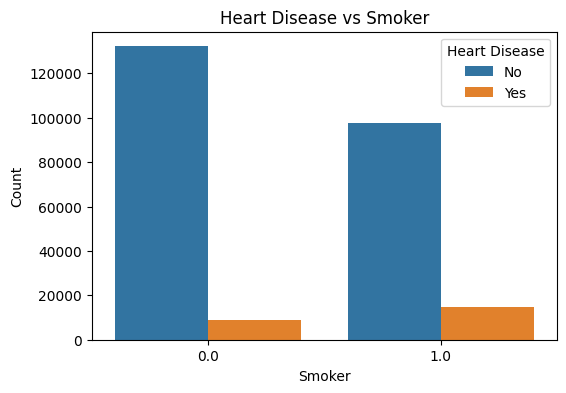 Heart Disease vs Smoker
Heart Disease
No
Yes
Count
120000
100000
80000
60000
40000
20000
0
0.0
1.0
Smoker